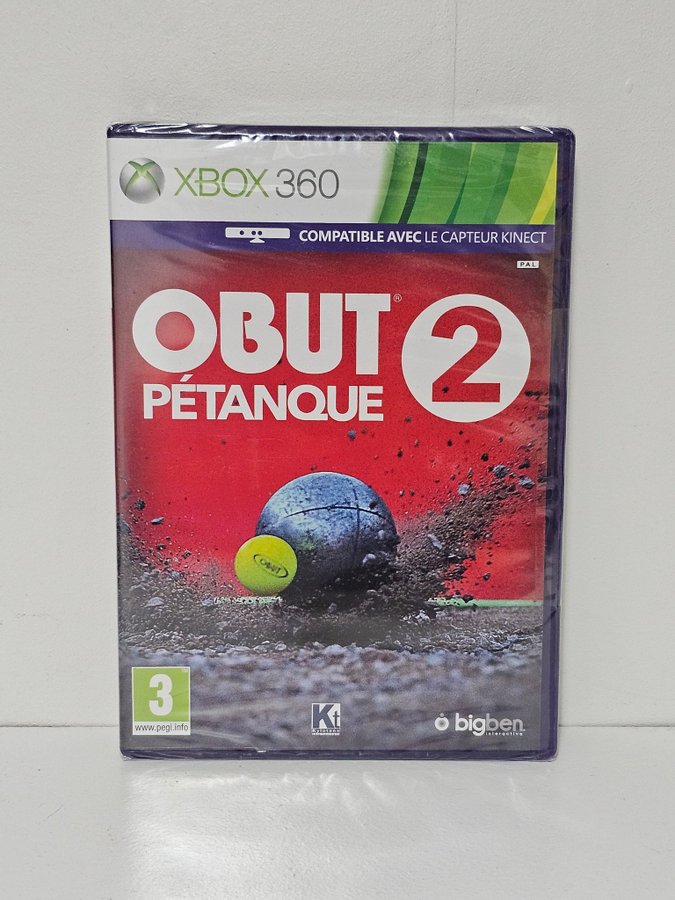 XBOX 360
COMPATIBLE AVEC LE CAPTEUR KINECT
PAL
OBUT®
PÉTANQUE
2
OBUT
3
www.pegi.info
Kt
bigben
interactive